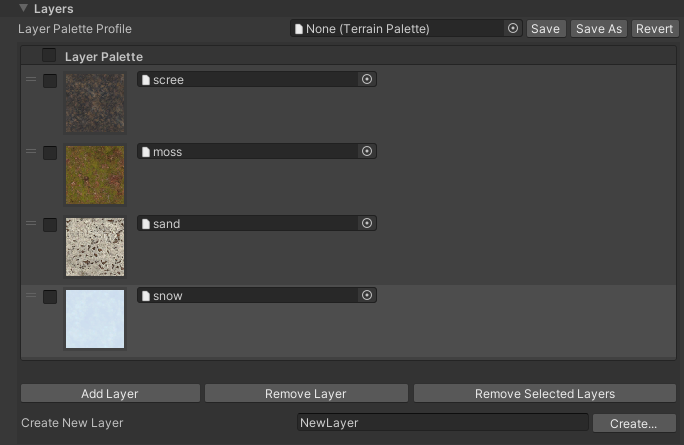 Layers
Layer Palette Profile None (Terrain Palette) Save Save As Revert
Layer Palette
scree
moss
sand
snow
Add Layer Remove Layer Remove Selected Layers
Create New Layer NewLayer Create...